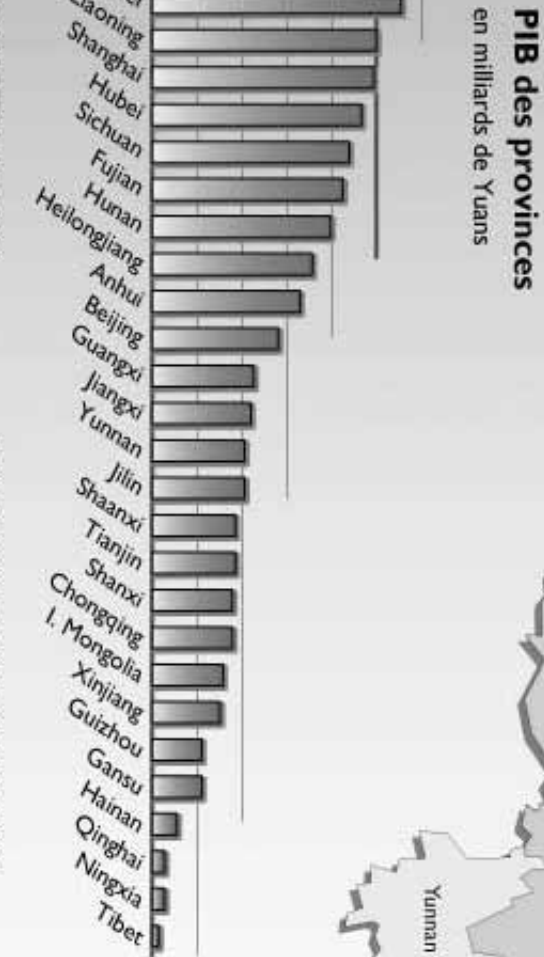 PIB des provinces
en milliards de Yuans
Liaoning
Shanghai
Hubei
Sichuan
Fujian
Hunan
Heilongjiang
Anhui
Beijing
Guangxi
Jiangxi
Yunnan
Jilin
Shaanxi
Tianjin
Shanxi
Chongqing
I. Mongolia
Xinjiang
Guizhou
Gansu
Hainan
Qinghai
Ningxia
Tibet
Yunnan